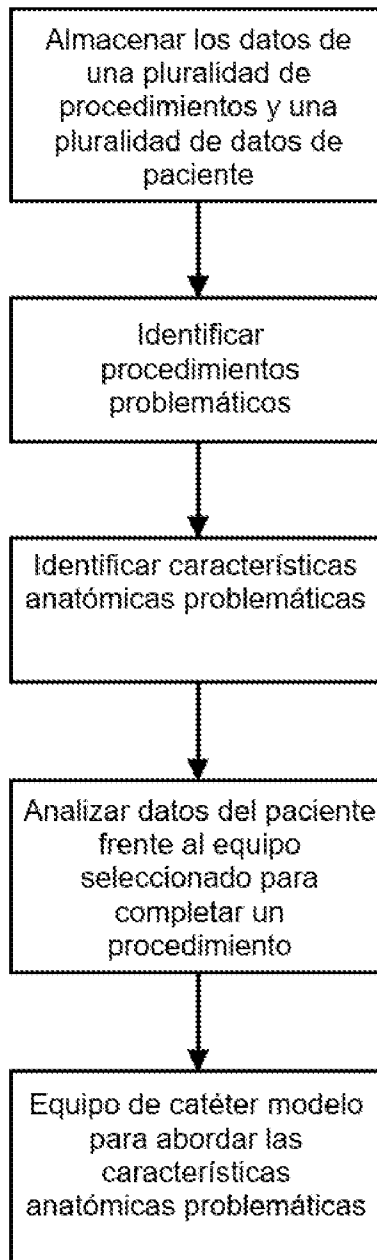 Almacenar los datos de
una pluralidad de
procedimientos y una
pluralidad de datos de
paciente
Identificar
procedimientos
problemáticos
Identificar características
anatómicas problemáticas
Analizar datos del paciente
frente al equipo
seleccionado para
completar un
procedimiento
Equipo de catéter modelo
para abordar las
características
anatómicas problemáticas